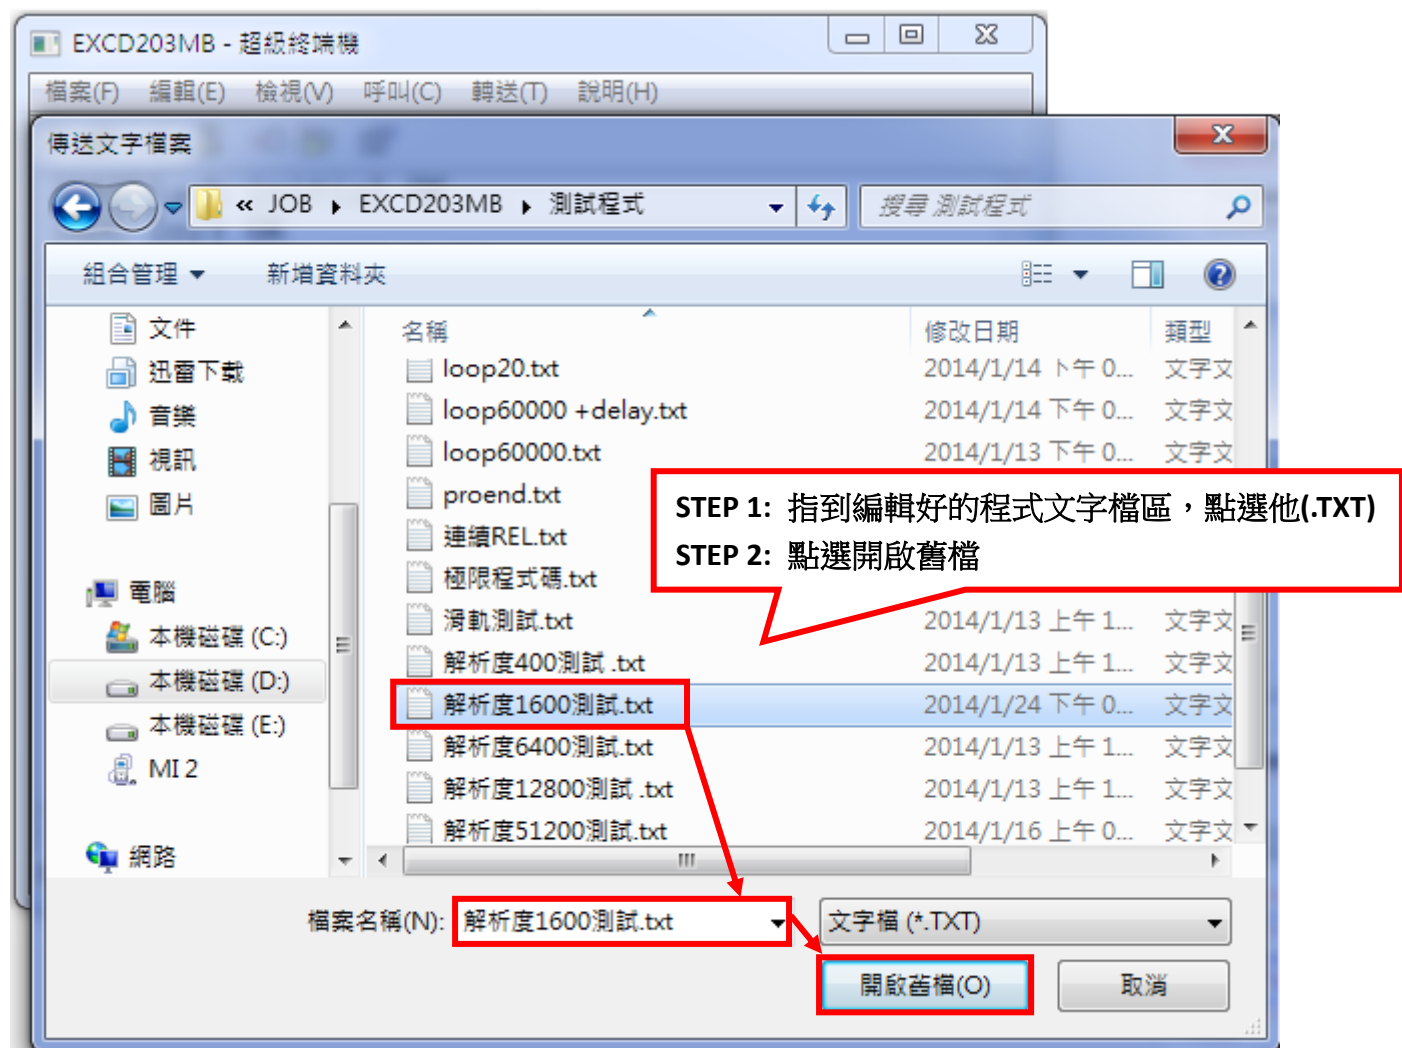 EXCD203MB - 超級終端機
檔案(F) 編輯(E) 檢視(V) 呼叫(C) 轉送(T) 說明(H)
傳送文字檔案
« JOB ▸ EXCD203MB ▸ 測試程式
搜尋 測試程式
組合管理 ▼ 新增資料夾
文件
迅雷下載
音樂
視訊
圖片
電腦
本機磁碟 (C:)
本機磁碟 (D:)
本機磁碟 (E:)
MI 2
網路
名稱 修改日期 類型
loop20.txt 2014/1/14 下午 0... 文字文
loop60000 +delay.txt 2014/1/14 下午 0... 文字文
loop60000.txt 2014/1/13 下午 0... 文字文
proend.txt
連續REL.txt
極限程式碼.txt
滑軌測試.txt 2014/1/13 上午 1... 文字文
解析度400測試 .txt 2014/1/13 上午 1... 文字文
解析度1600測試.txt 2014/1/24 下午 0... 文字文
解析度6400測試.txt 2014/1/13 上午 1... 文字文
解析度12800測試 .txt 2014/1/13 上午 1... 文字文
解析度51200測試.txt 2014/1/16 上午 0... 文字文
STEP 1: 指到編輯好的程式文字檔區，點選他(.TXT)
STEP 2: 點選開啟舊檔
檔案名稱(N): 解析度1600測試.txt 文字檔 (*.TXT)
開啟舊檔(O) 取消